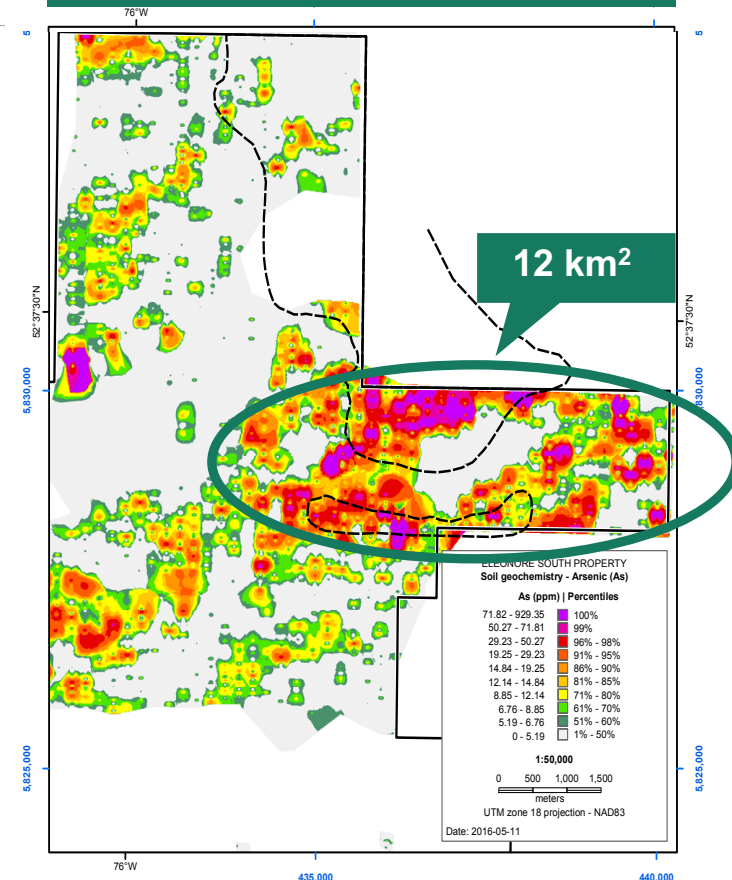 76°W
5
5
12 km²
52°37'30"N
52°37'30"N
5,830,000
5,830,000
ELEONORE SOUTH PROPERTY
Soil geochemistry - Arsenic (As)
As (ppm) | Percentiles
71.82 - 929.35 100%
50.27 - 71.81 99%
29.23 - 50.27 96% - 98%
19.25 - 29.23 91% - 95%
14.84 - 19.25 86% - 90%
12.14 - 14.84 81% - 85%
8.85 - 12.14 71% - 80%
6.76 - 8.85 61% - 70%
5.19 - 6.76 51% - 60%
0 - 5.19 1% - 50%
1:50,000
0 500 1,000 1,500
meters
UTM zone 18 projection - NAD83
Date: 2016-05-11
5,825,000
5,825,000
76°W
435,000
440,000